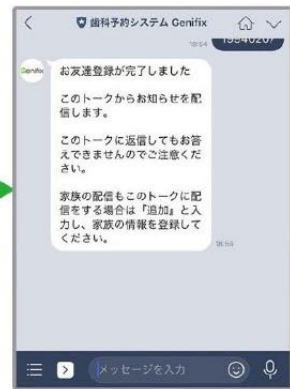 歯科予約システム Genifix
18:54
19940207
Genifix
お友達登録が完了しました
このトークからお知らせを配
信します。
このトークに返信してもお答
えできませんのでご注意くだ
さい。
家族の配信もこのトークに配
信をする場合は『追加』と入
力し、家族の情報を登録して
ください。
18:54
メッセージを入力